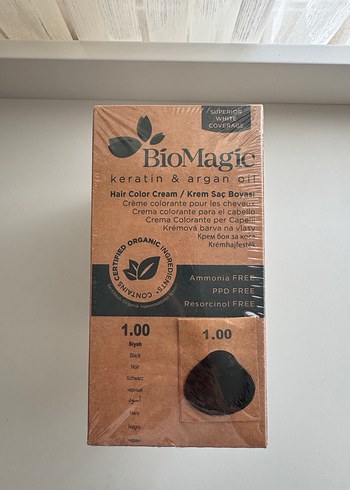 SUPERIOR
WHITE
COVERAGE
BioMagic
keratin & argan oil
Hair Color Cream / Krem Saç Boyası
Crème colorante pour les cheveux
Crema colorante para el cabello
Crema Colorante per Capelli
Krémová barva na vlasy
Крем боя за коса
Krémhajfesték
CONTAINS CERTIFIED ORGANIC INGREDIENTS*
Ammonia FREE
PPD FREE
Resorcinol FREE
1.00
1.00
Siyah
Black
Noir
Schwarz
Nero
Negro